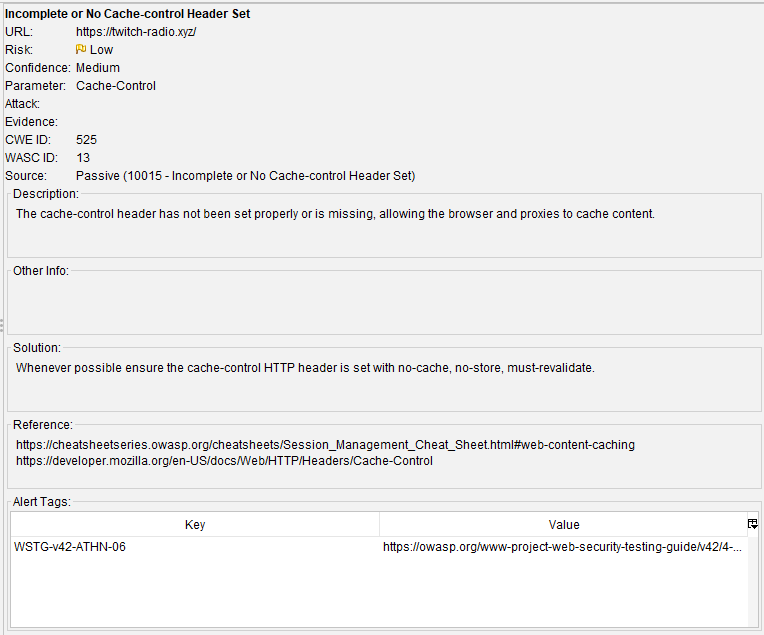 Incomplete or No Cache-control Header Set
URL: https://twitch-radio.xyz/
Risk: Low
Confidence: Medium
Parameter: Cache-Control
Attack:
Evidence:
CWE ID: 525
WASC ID: 13
Source: Passive (10015 - Incomplete or No Cache-control Header Set)
Description:
The cache-control header has not been set properly or is missing, allowing the browser and proxies to cache content.
Other Info:
Solution:
Whenever possible ensure the cache-control HTTP header is set with no-cache, no-store, must-revalidate.
Reference:
https://cheatsheetseries.owasp.org/cheatsheets/Session_Management_Cheat_Sheet.html#web-content-caching
https://developer.mozilla.org/en-US/docs/Web/HTTP/Headers/Cache-Control
Alert Tags:
Key Value
WSTG-v42-ATHN-06 https://owasp.org/www-project-web-security-testing-guide/v42/4-...